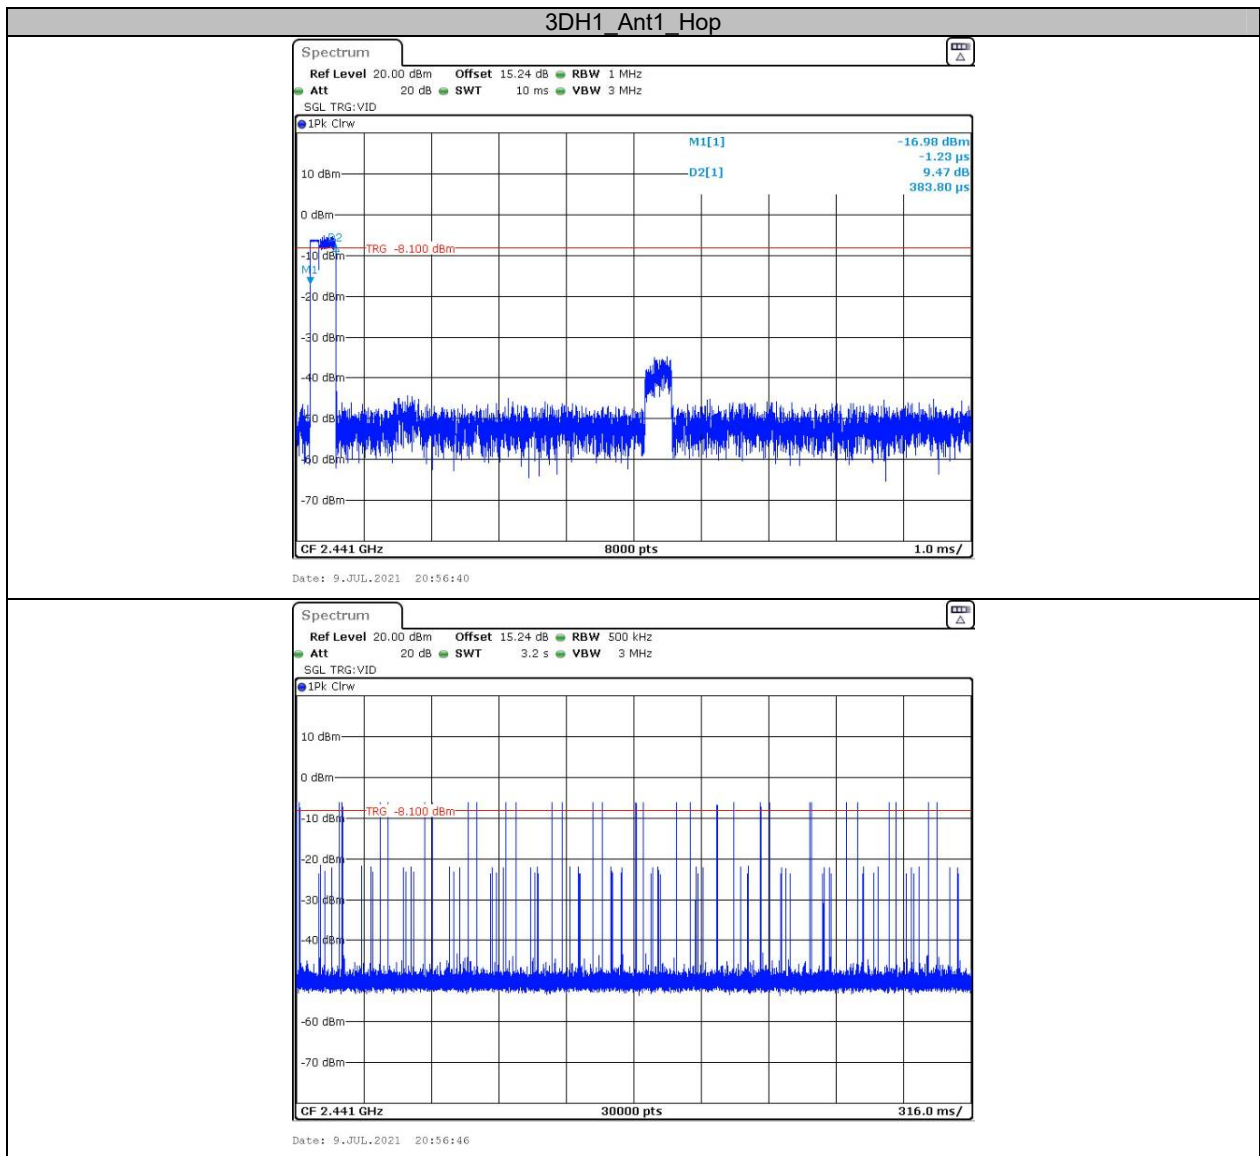 3DH1_Ant1_Hop
Spectrum
Ref Level 20.00 dBm Offset 15.24 dB RBW 1 MHz
Att 20 dB SWT 10 ms VBW 3 MHz
SGL TRG:VID
1Pk Clrw
M1[1] -16.98 dBm
-1.23 µs
10 dBm D2[1] 9.47 dB
383.80 µs
0 dBm
D2
TRG -8.100 dBm
-10 dBm
M1
-20 dBm
-30 dBm
-40 dBm
-50 dBm
-60 dBm
-70 dBm
CF 2.441 GHz 8000 pts 1.0 ms/
Date: 9.JUL.2021 20:56:40
Spectrum
Ref Level 20.00 dBm Offset 15.24 dB RBW 500 kHz
Att 20 dB SWT 3.2 s VBW 3 MHz
SGL TRG:VID
1Pk Clrw
10 dBm
0 dBm
TRG -8.100 dBm
-10 dBm
-20 dBm
-30 dBm
-40 dBm
-60 dBm
-70 dBm
CF 2.441 GHz 30000 pts 316.0 ms/
Date: 9.JUL.2021 20:56:46